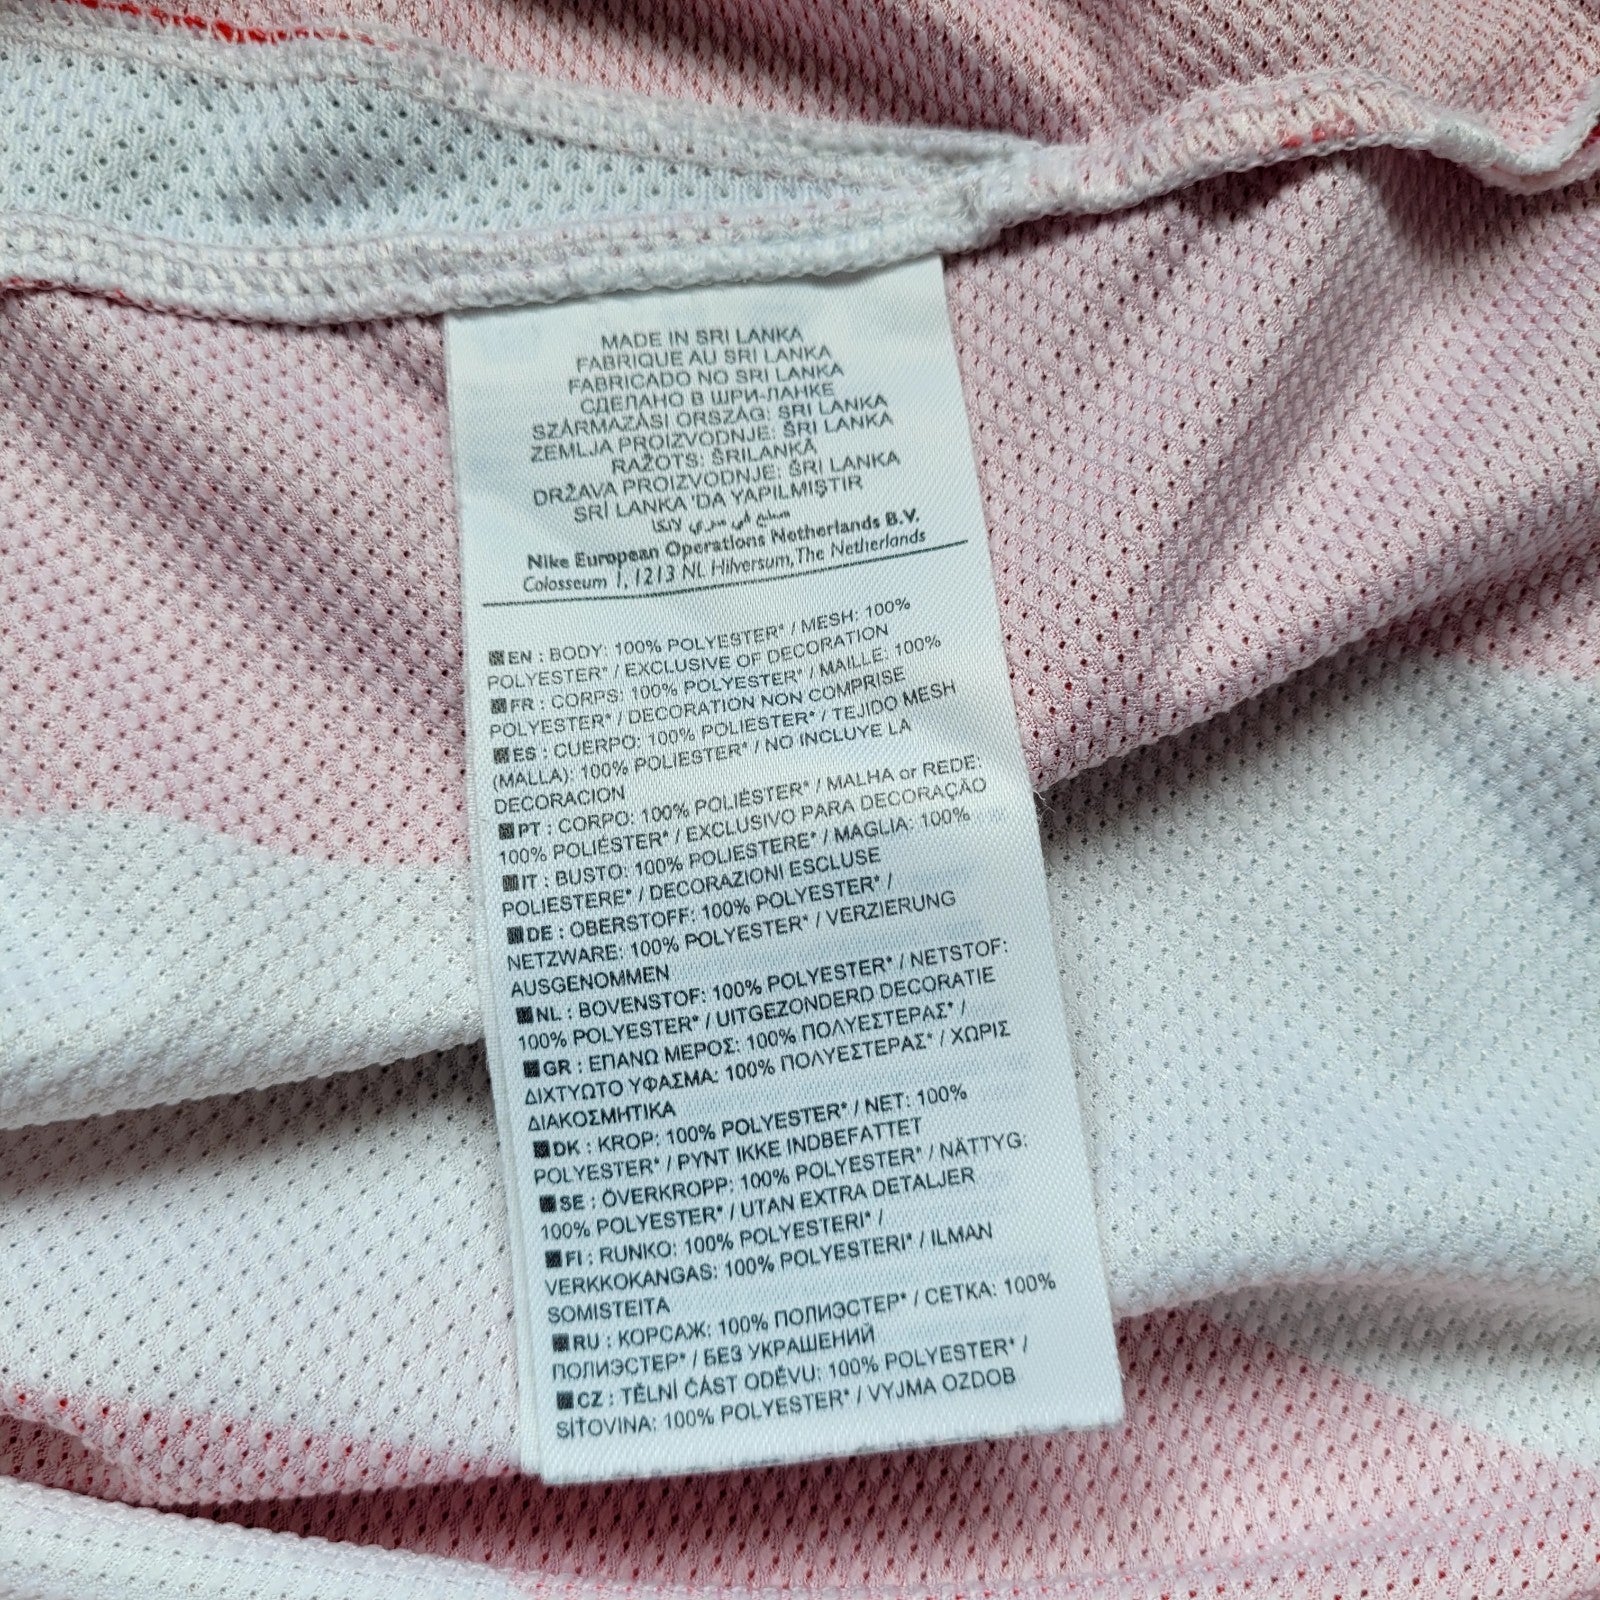 MADE IN SRI LANKA
FABRIQUE AU SRI LANKA
FABRICADO NO SRI LANKA
СДЕЛАНО В ШРИ-ЛАНКЕ
SZÁRMAZÁSI ORSZÁG: SRI LANKA
ZEMLJA PROIZVODNJE: ŠRI LANKA
RAŽOTS: ŠRILANKĀ
DRŽAVA PROIZVODNJE: ŠRI LANKA
SRİ LANKA 'DA YAPILMIŞTIR
صنع في سري لانكا
Nike European Operations Netherlands B.V.
Colosseum 1, 1213 NL Hilversum, The Netherlands
EN : BODY: 100% POLYESTER* / MESH: 100%
POLYESTER* / EXCLUSIVE OF DECORATION
FR : CORPS: 100% POLYESTER* / MAILLE: 100%
POLYESTER* / DECORATION NON COMPRISE
ES : CUERPO: 100% POLIESTER* / TEJIDO MESH
(MALLA): 100% POLIESTER* / NO INCLUYE LA
DECORACION
PT : CORPO: 100% POLIÉSTER* / MALHA or REDE:
100% POLIÉSTER* / EXCLUSIVO PARA DECORAÇÃO
IT : BUSTO: 100% POLIESTERE* / MAGLIA: 100%
POLIESTERE* / DECORAZIONI ESCLUSE
DE : OBERSTOFF: 100% POLYESTER* /
NETZWARE: 100% POLYESTER* / VERZIERUNG
AUSGENOMMEN
NL : BOVENSTOF: 100% POLYESTER* / NETSTOF:
100% POLYESTER* / UITGEZONDERD DECORATIE
GR : ΕΠΑΝΩ ΜΕΡΟΣ: 100% ΠΟΛΥΕΣΤΕΡΑΣ* /
ΔΙΧΤΥΩΤΟ ΥΦΑΣΜΑ: 100% ΠΟΛΥΕΣΤΕΡΑΣ* / ΧΩΡΙΣ
ΔΙΑΚΟΣΜΗΤΙΚΑ
DK : KROP: 100% POLYESTER* / NET: 100%
POLYESTER* / PYNT IKKE INDBEFATTET
SE : ÖVERKROPP: 100% POLYESTER* / NÄTTYG:
100% POLYESTER* / UTAN EXTRA DETALJER
FI : RUNKO: 100% POLYESTERI* /
VERKKOKANGAS: 100% POLYESTERI* / ILMAN
SOMISTEITA
RU : КОРСАЖ: 100% ПОЛИЭСТЕР* / СЕТКА: 100%
ПОЛИЭСТЕР* / БЕЗ УКРАШЕНИЙ
CZ : TĚLNÍ ČÁST ODĚVU: 100% POLYESTER* /
SÍŤOVINA: 100% POLYESTER* / VYJMA OZDOB